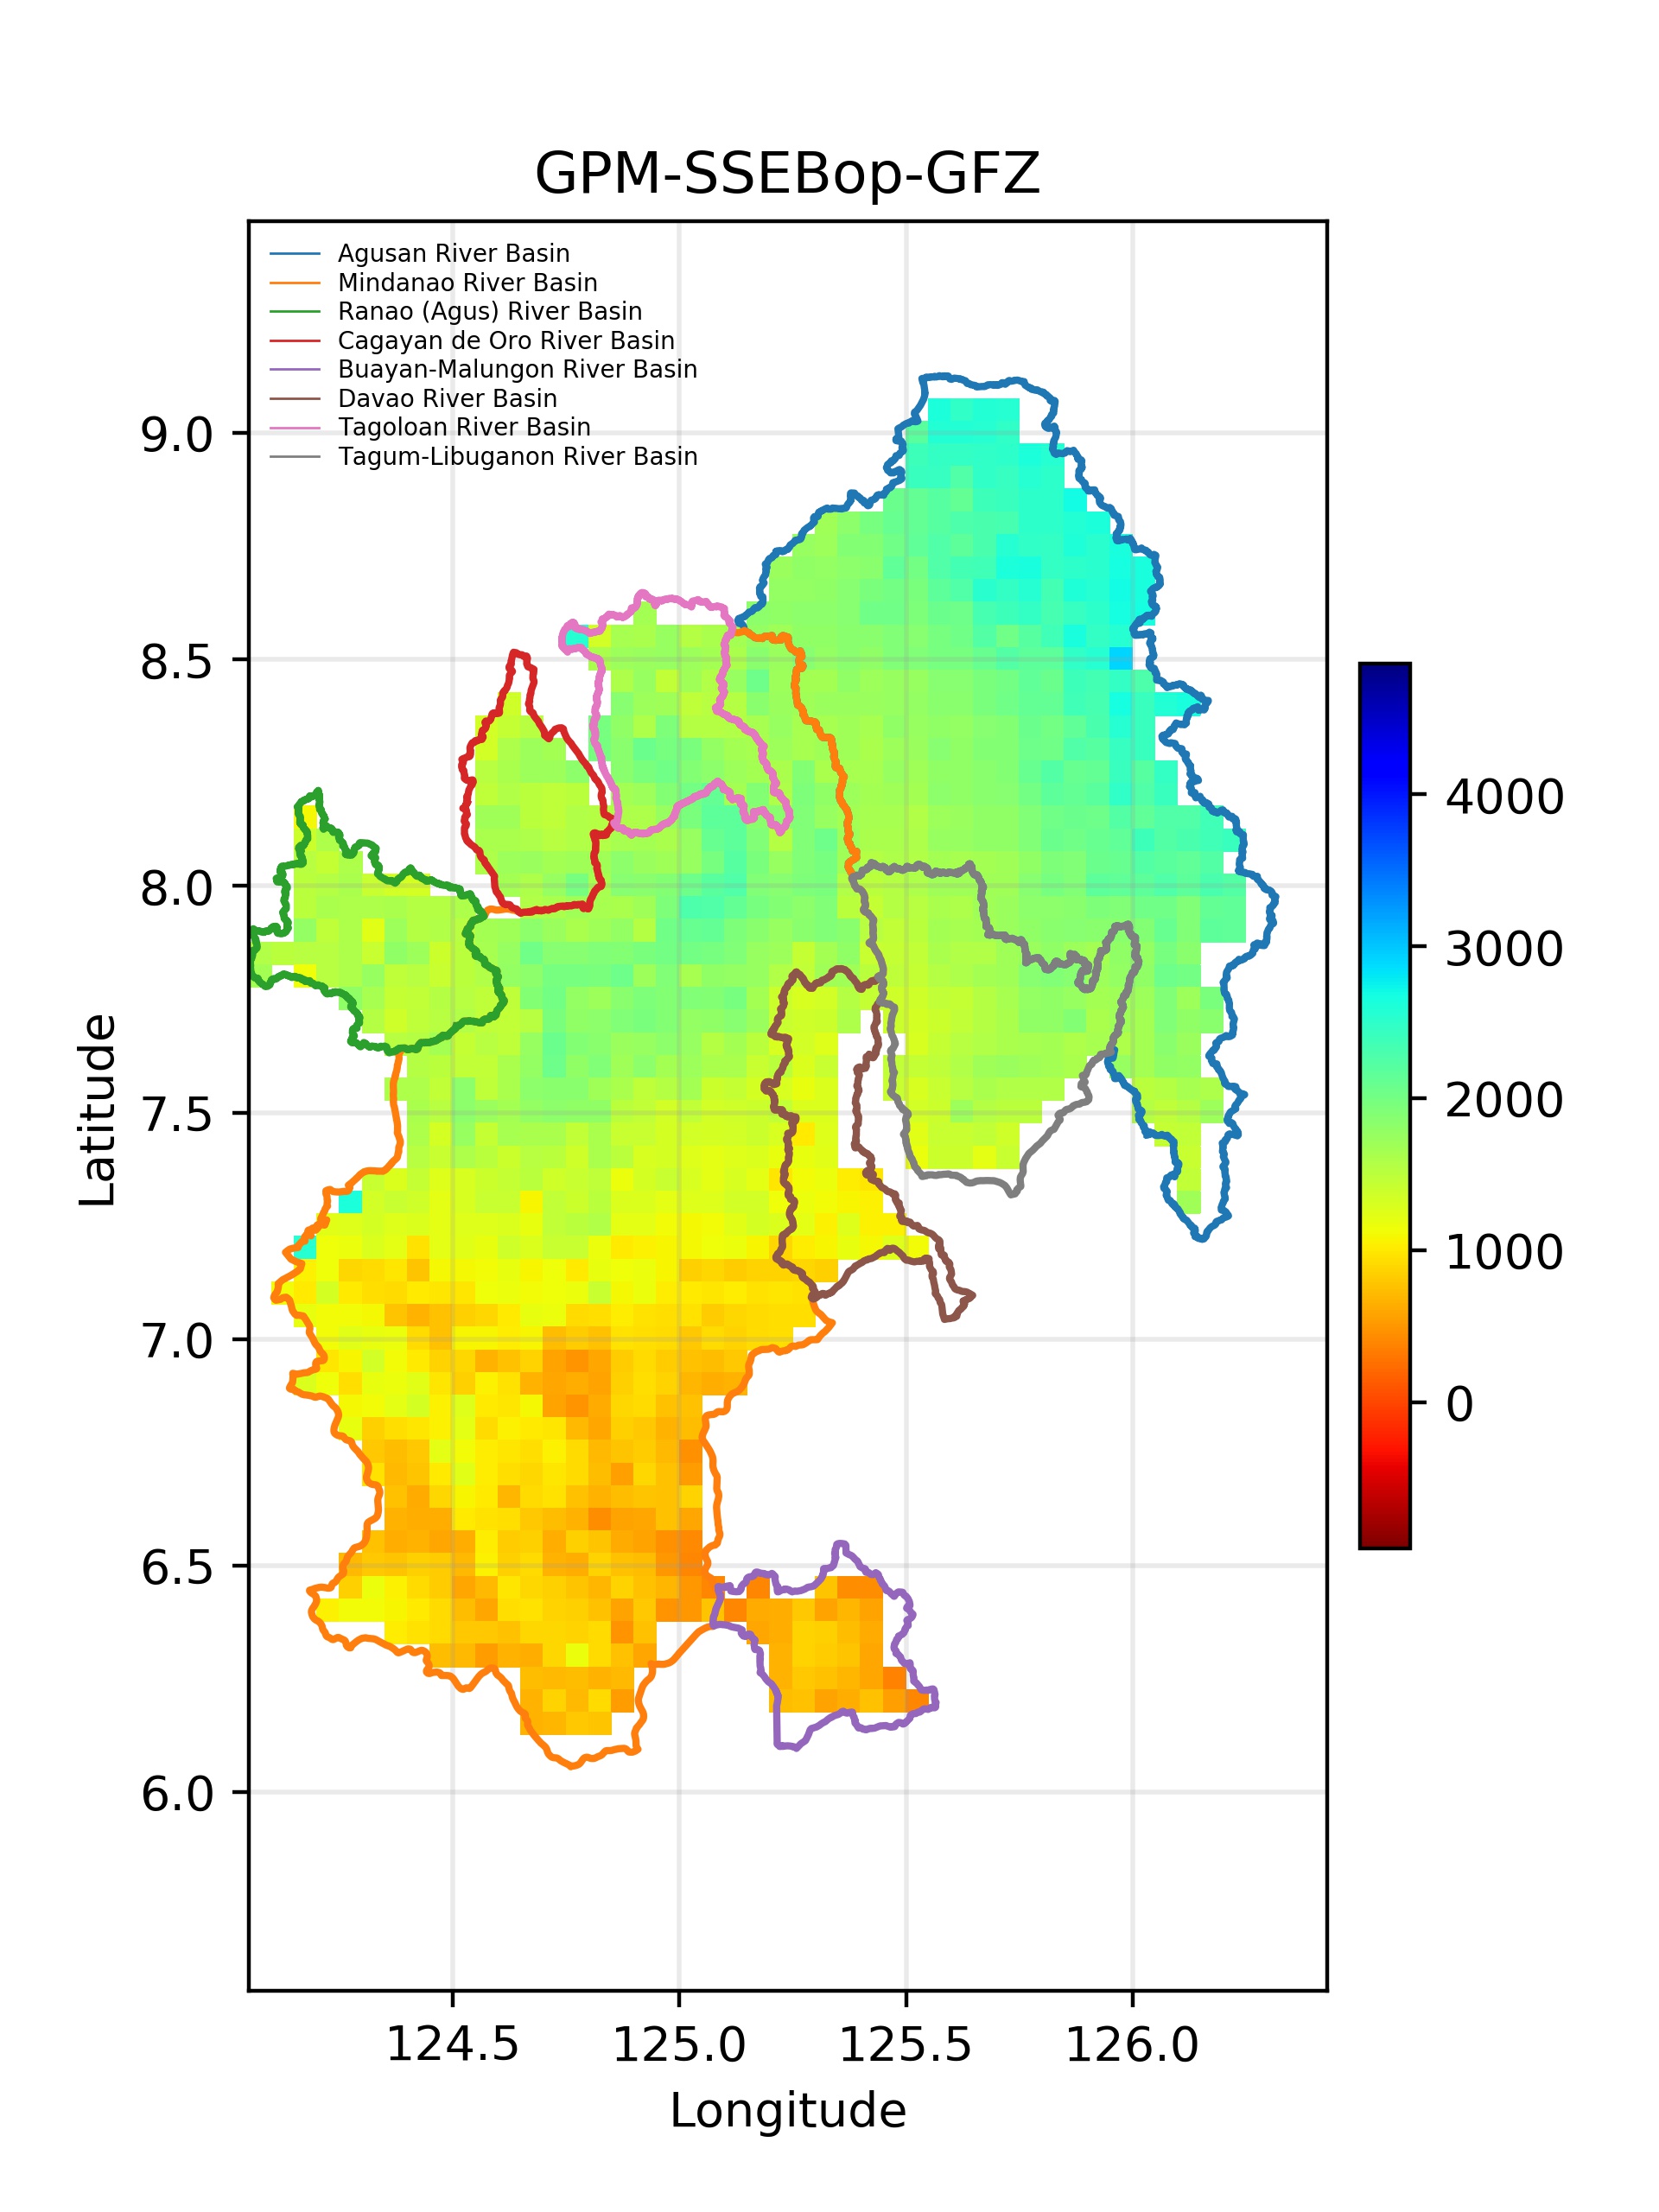 GPM-SSEBop-GFZ
Agusan River Basin
Mindanao River Basin
Ranao (Agus) River Basin
Cagayan de Oro River Basin
Buayan-Malungon River Basin
Davao River Basin
Tagoloan River Basin
Tagum-Libuganon River Basin
9.0
8.5
8.0
7.5
7.0
6.5
6.0
Latitude
124.5 125.0 125.5 126.0
Longitude
4000
3000
2000
1000
0